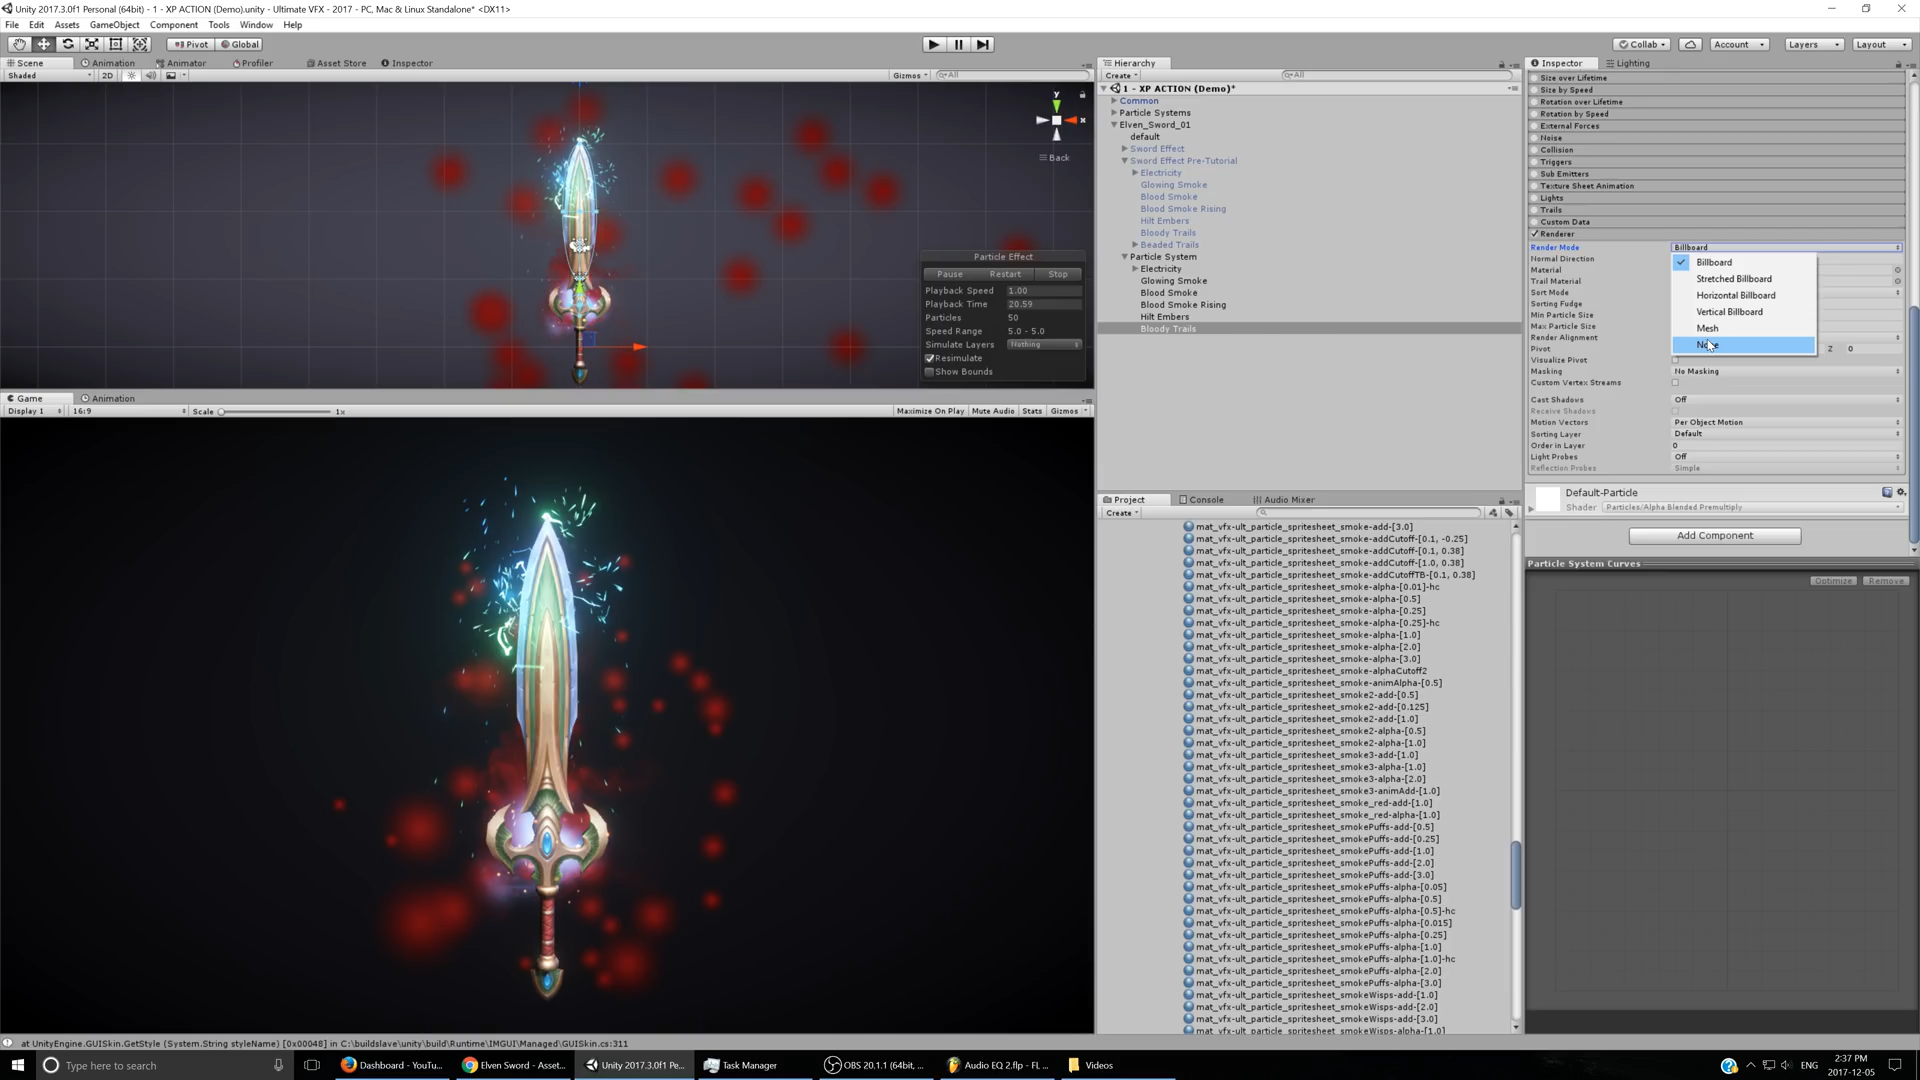 Unity 2017.3.0f1 Personal (64bit) - 1 - XP ACTION (Demo).unity - Ultimate VFX - 2017 - PC, Mac & Linux Standalone* <DX11>
File Edit Assets GameObject Component Tools Window Help
Pivot Global Collab Account Layers Layout
Scene Animation Animator Profiler Asset Store Inspector
Shaded 2D Gizmos All
y
x
Back
Particle Effect
Pause Restart Stop
Playback Speed 1.00
Playback Time 20.59
Particles 50
Speed Range 5.0 - 5.0
Simulate Layers Nothing
Resimulate
Show Bounds
Game Animation
Display 1 16:9 Scale 1x Maximize On Play Mute Audio Stats Gizmos
Hierarchy
Create All
1 - XP ACTION (Demo)*
Common
Particle Systems
Elven_Sword_01
default
Sword Effect
Sword Effect Pre-Tutorial
Electricity
Glowing Smoke
Blood Smoke
Blood Smoke Rising
Hilt Embers
Bloody Trails
Beaded Trails
Particle System
Electricity
Glowing Smoke
Blood Smoke
Blood Smoke Rising
Hilt Embers
Bloody Trails
Project Console Audio Mixer
Create
mat_vfx-ult_particle_spritesheet_smoke-add-[3.0]
mat_vfx-ult_particle_spritesheet_smoke-addCutoff-[0.1, -0.25]
mat_vfx-ult_particle_spritesheet_smoke-addCutoff-[0.1, 0.38]
mat_vfx-ult_particle_spritesheet_smoke-addCutoff-[1.0, 0.38]
mat_vfx-ult_particle_spritesheet_smoke-addCutoffTB-[0.1, 0.38]
mat_vfx-ult_particle_spritesheet_smoke-alpha-[0.01]-hc
mat_vfx-ult_particle_spritesheet_smoke-alpha-[0.5]
mat_vfx-ult_particle_spritesheet_smoke-alpha-[0.25]
mat_vfx-ult_particle_spritesheet_smoke-alpha-[0.25]-hc
mat_vfx-ult_particle_spritesheet_smoke-alpha-[1.0]
mat_vfx-ult_particle_spritesheet_smoke-alpha-[2.0]
mat_vfx-ult_particle_spritesheet_smoke-alpha-[3.0]
mat_vfx-ult_particle_spritesheet_smoke-alphaCutoff2
mat_vfx-ult_particle_spritesheet_smoke-animAlpha-[0.5]
mat_vfx-ult_particle_spritesheet_smoke2-add-[0.5]
mat_vfx-ult_particle_spritesheet_smoke2-add-[0.125]
mat_vfx-ult_particle_spritesheet_smoke2-add-[1.0]
mat_vfx-ult_particle_spritesheet_smoke2-alpha-[0.5]
mat_vfx-ult_particle_spritesheet_smoke2-alpha-[1.0]
mat_vfx-ult_particle_spritesheet_smoke3-add-[1.0]
mat_vfx-ult_particle_spritesheet_smoke3-alpha-[1.0]
mat_vfx-ult_particle_spritesheet_smoke3-alpha-[2.0]
mat_vfx-ult_particle_spritesheet_smoke3-animAdd-[1.0]
mat_vfx-ult_particle_spritesheet_smoke_red-add-[1.0]
mat_vfx-ult_particle_spritesheet_smoke_red-alpha-[1.0]
mat_vfx-ult_particle_spritesheet_smokePuffs-add-[0.5]
mat_vfx-ult_particle_spritesheet_smokePuffs-add-[0.25]
mat_vfx-ult_particle_spritesheet_smokePuffs-add-[1.0]
mat_vfx-ult_particle_spritesheet_smokePuffs-add-[2.0]
mat_vfx-ult_particle_spritesheet_smokePuffs-add-[3.0]
mat_vfx-ult_particle_spritesheet_smokePuffs-alpha-[0.05]
mat_vfx-ult_particle_spritesheet_smokePuffs-alpha-[0.5]
mat_vfx-ult_particle_spritesheet_smokePuffs-alpha-[0.5]-hc
mat_vfx-ult_particle_spritesheet_smokePuffs-alpha-[0.015]
mat_vfx-ult_particle_spritesheet_smokePuffs-alpha-[0.25]
mat_vfx-ult_particle_spritesheet_smokePuffs-alpha-[1.0]
mat_vfx-ult_particle_spritesheet_smokePuffs-alpha-[1.0]-hc
mat_vfx-ult_particle_spritesheet_smokePuffs-alpha-[2.0]
mat_vfx-ult_particle_spritesheet_smokePuffs-alpha-[3.0]
mat_vfx-ult_particle_spritesheet_smokeWisps-add-[1.0]
mat_vfx-ult_particle_spritesheet_smokeWisps-add-[2.0]
mat_vfx-ult_particle_spritesheet_smokeWisps-add-[3.0]
mat_vfx-ult_particle_spritesheet_smokeWisps-alpha-[1.0]
Inspector Lighting
Size over Lifetime
Size by Speed
Rotation over Lifetime
Rotation by Speed
External Forces
Noise
Collision
Triggers
Sub Emitters
Texture Sheet Animation
Lights
Trails
Custom Data
Renderer
Render Mode Billboard
Normal Direction
Material
Trail Material
Sort Mode
Sorting Fudge
Min Particle Size
Max Particle Size
Render Alignment
Pivot Z 0
Visualize Pivot
Masking No Masking
Custom Vertex Streams
Cast Shadows Off
Receive Shadows
Motion Vectors Per Object Motion
Sorting Layer Default
Order in Layer 0
Light Probes Off
Reflection Probes Simple
Billboard
Stretched Billboard
Horizontal Billboard
Vertical Billboard
Mesh
Default-Particle
Shader Particles/Alpha Blended Premultiply
Add Component
Particle System Curves
Optimize Remove
at UnityEngine.GUISkin.GetStyle (System.String styleName) [0x00048] in C:\buildslave\unity\build\Runtime\IMGUI\Managed\GUISkin.cs:311
Type here to search
Dashboard - YouTu... Elven Sword - Asset... Unity 2017.3.0f1 Pe... Task Manager OBS 20.1.1 (64bit, ... Audio EQ 2.flp - FL ... Videos
ENG
2:37 PM
2017-12-05